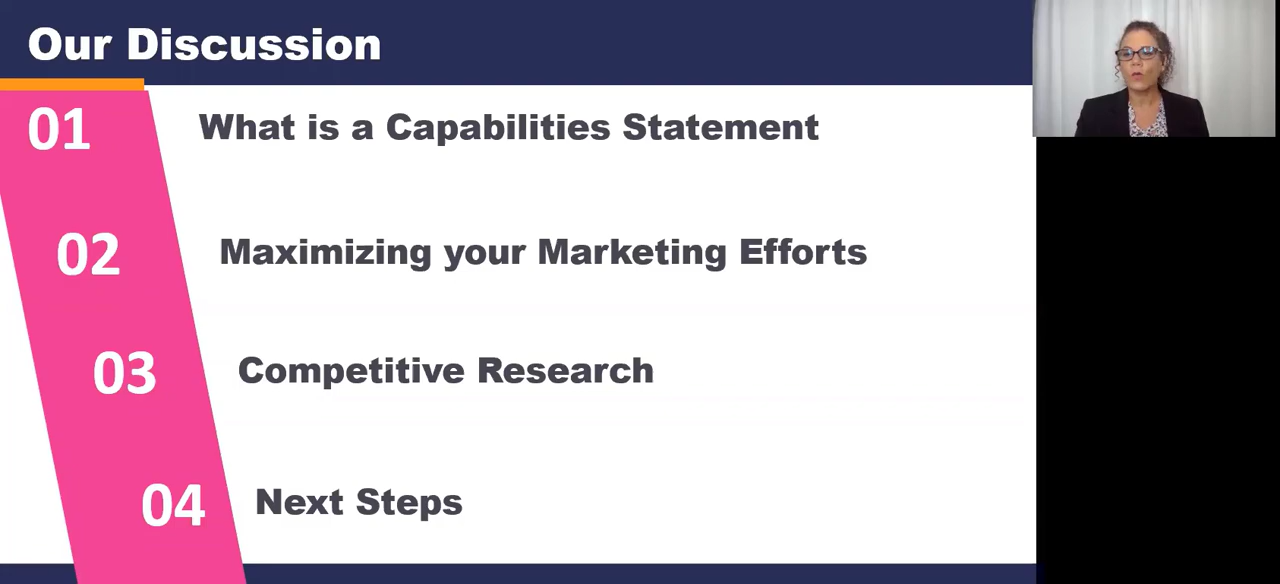 Our Discussion
01 What is a Capabilities Statement
02 Maximizing your Marketing Efforts
03 Competitive Research
04 Next Steps